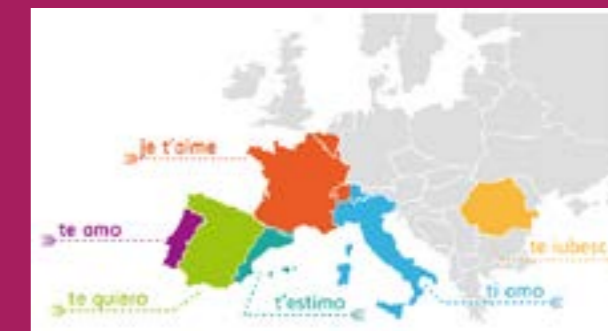 je t'aime
te amo
te iubesc
te quiero
t'estimo
ti amo